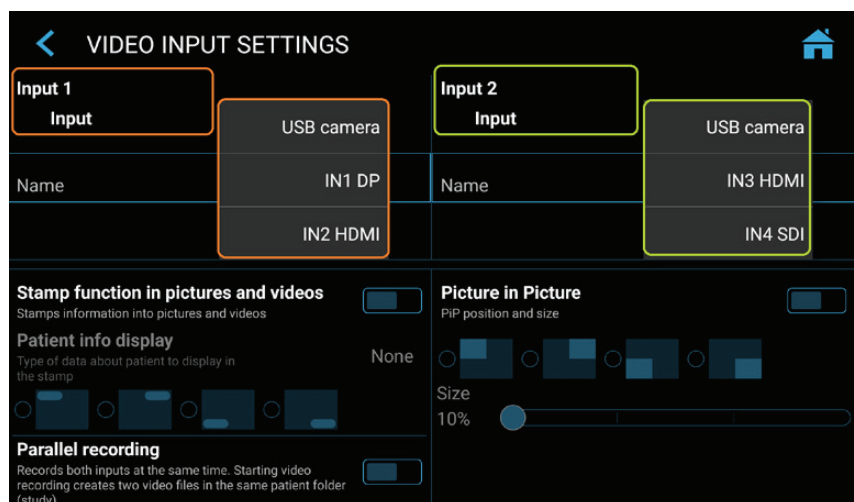 VIDEO INPUT SETTINGS
Input 1
Input
USB camera
IN1 DP
IN2 HDMI
Name
Input 2
Input
USB camera
IN3 HDMI
IN4 SDI
Name
Stamp function in pictures and videos
Stamps information into pictures and videos
Patient info display
Type of data about patient to display in
the stamp
None
Parallel recording
Records both inputs at the same time. Starting video
recording creates two video files in the same patient folder
(study)
Picture in Picture
PiP position and size
Size
10%